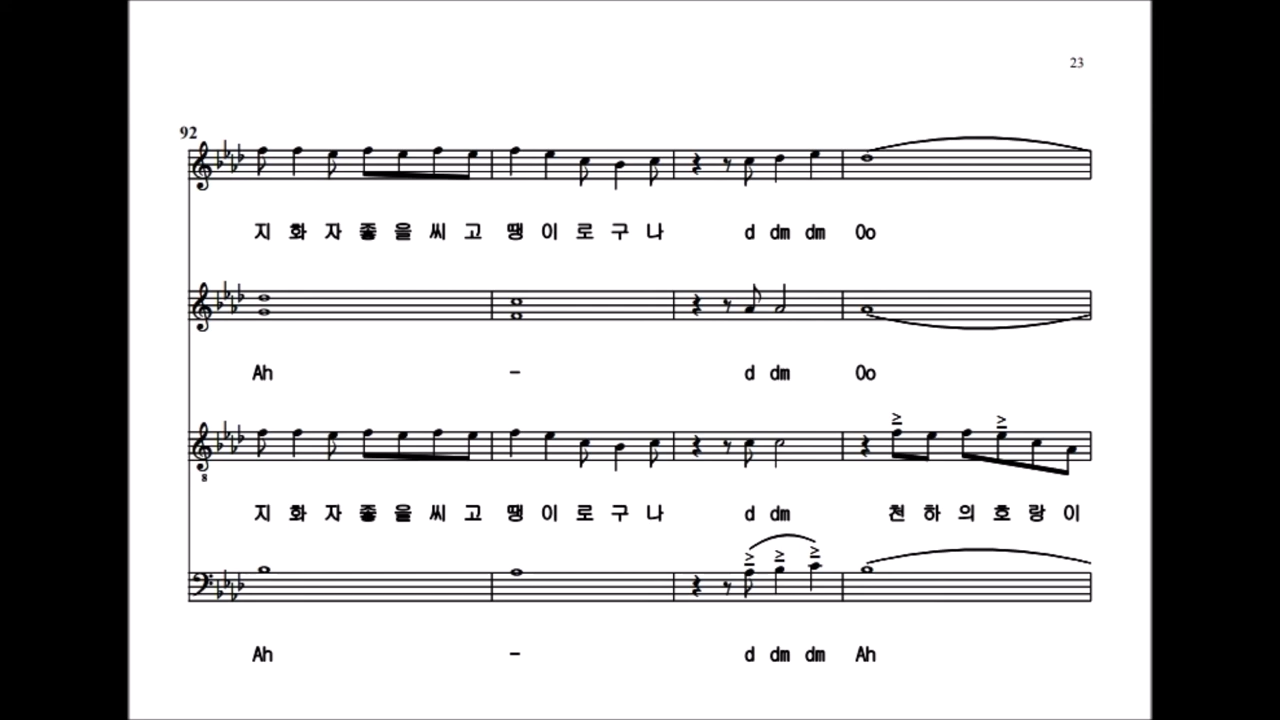 23
92
지 화 자 좋 을 씨 고 땡 이 로 구 나 d dm dm Oo
Ah - d dm Oo
8
지 화 자 좋 을 씨 고 땡 이 로 구 나 d dm 천 하 의 호 랑 이
Ah - d dm dm Ah